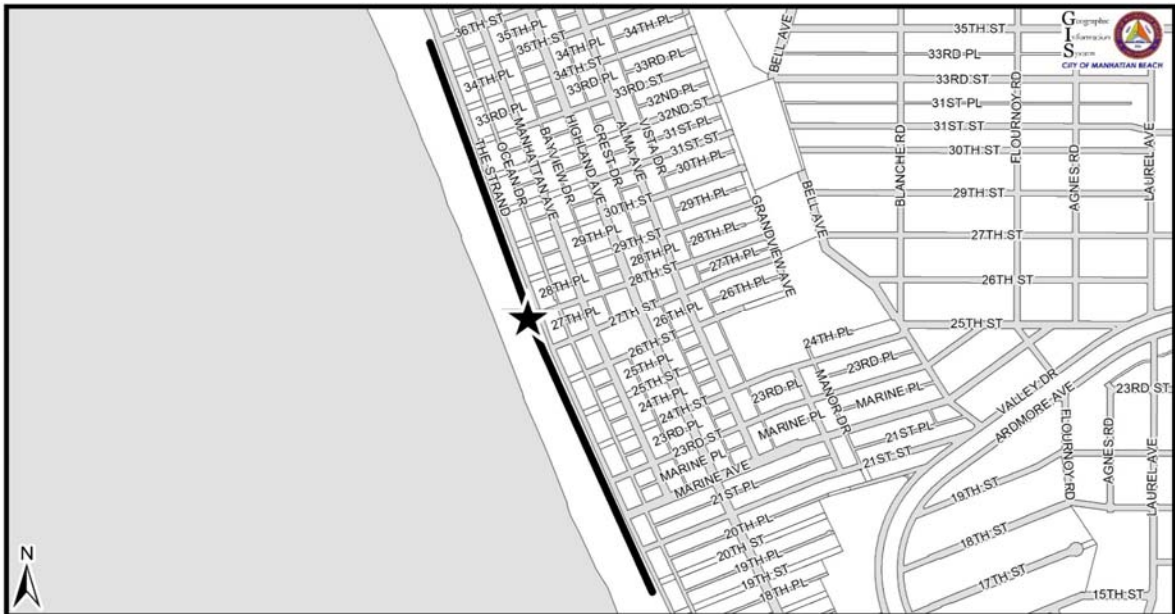 Geographic
Information
System
CITY OF MANHATTAN BEACH
36TH ST
35TH PL
35TH ST
34TH PL
34TH PL
34TH PL
34TH ST
33RD PL
33RD PL
33RD PL
33RD ST
32ND PL
32ND ST
31ST PL
31ST ST
30TH PL
30TH ST
29TH PL
29TH PL
29TH ST
28TH PL
28TH PL
28TH PL
28TH ST
27TH PL
27TH PL
27TH ST
26TH PL
26TH PL
26TH ST
25TH PL
25TH ST
24TH PL
24TH ST
23RD PL
23RD ST
MARINE PL
MARINE AVE
21ST PL
20TH PL
20TH ST
19TH PL
19TH ST
18TH PL
THE STRAND
OCEAN DR
MANHATTAN AVE
BAYVIEW DR
HIGHLAND AVE
CREST DR
ALMA AVE
VISTA DR
GRANDVIEW AVE
BELL AVE
BELL AVE
BLANCHE RD
FLOURNOY RD
AGNES RD
LAUREL AVE
35TH ST
33RD PL
33RD ST
31ST PL
31ST ST
30TH ST
29TH ST
27TH ST
26TH ST
25TH ST
24TH PL
23RD PL
23RD PL
MANOR DR
MARINE PL
MARINE PL
21ST PL
21ST ST
VALLEY DR
ARDMORE AVE
23RD ST
FLOURNOY RD
AGNES RD
LAUREL AVE
19TH ST
18TH ST
17TH ST
15TH ST
N